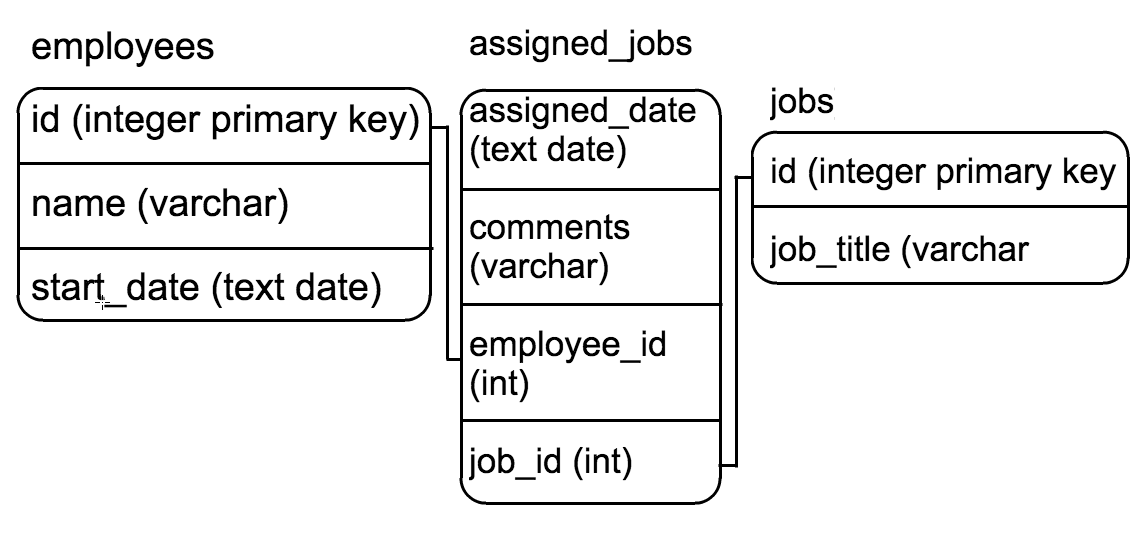 employees
id (integer primary key)
name (varchar)
start_date (text date)
assigned_jobs
assigned_date
(text date)
comments
(varchar)
employee_id
(int)
job_id (int)
jobs
id (integer primary key
job_title (varchar